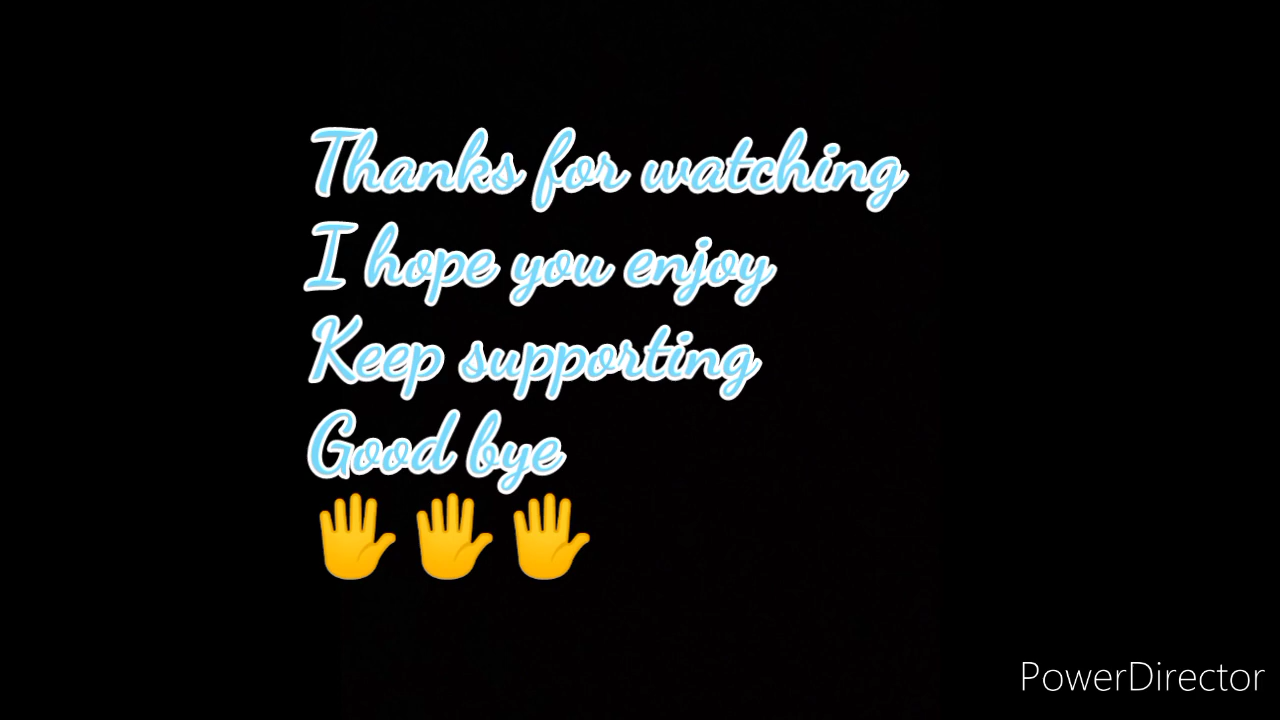 Thanks for watching
I hope you enjoy
Keep supporting
Good bye
🖐🖐🖐
PowerDirector